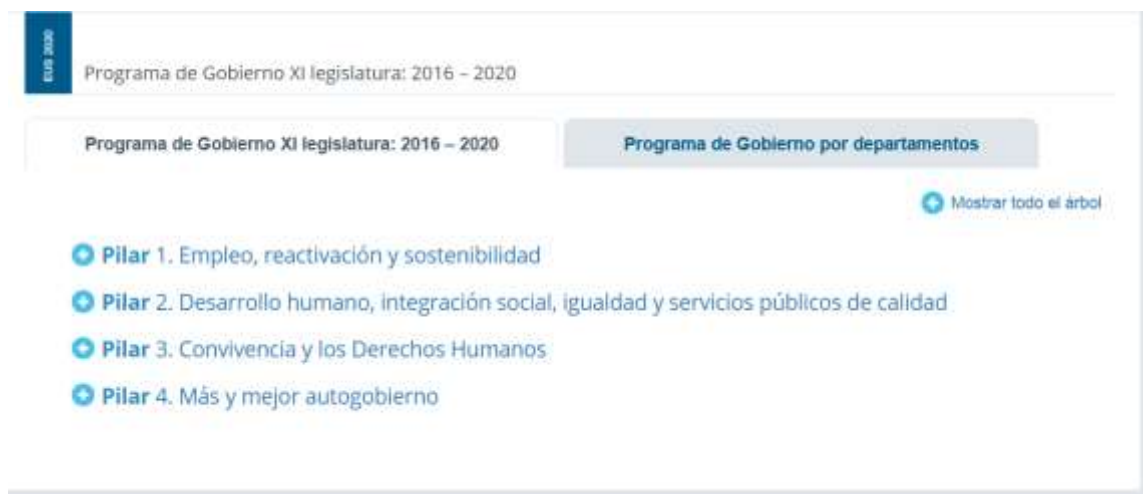 EUS 2020
Programa de Gobierno XI legislatura: 2016 – 2020
Programa de Gobierno XI legislatura: 2016 – 2020
Programa de Gobierno por departamentos
Mostrar todo el árbol
Pilar 1. Empleo, reactivación y sostenibilidad
Pilar 2. Desarrollo humano, integración social, igualdad y servicios públicos de calidad
Pilar 3. Convivencia y los Derechos Humanos
Pilar 4. Más y mejor autogobierno